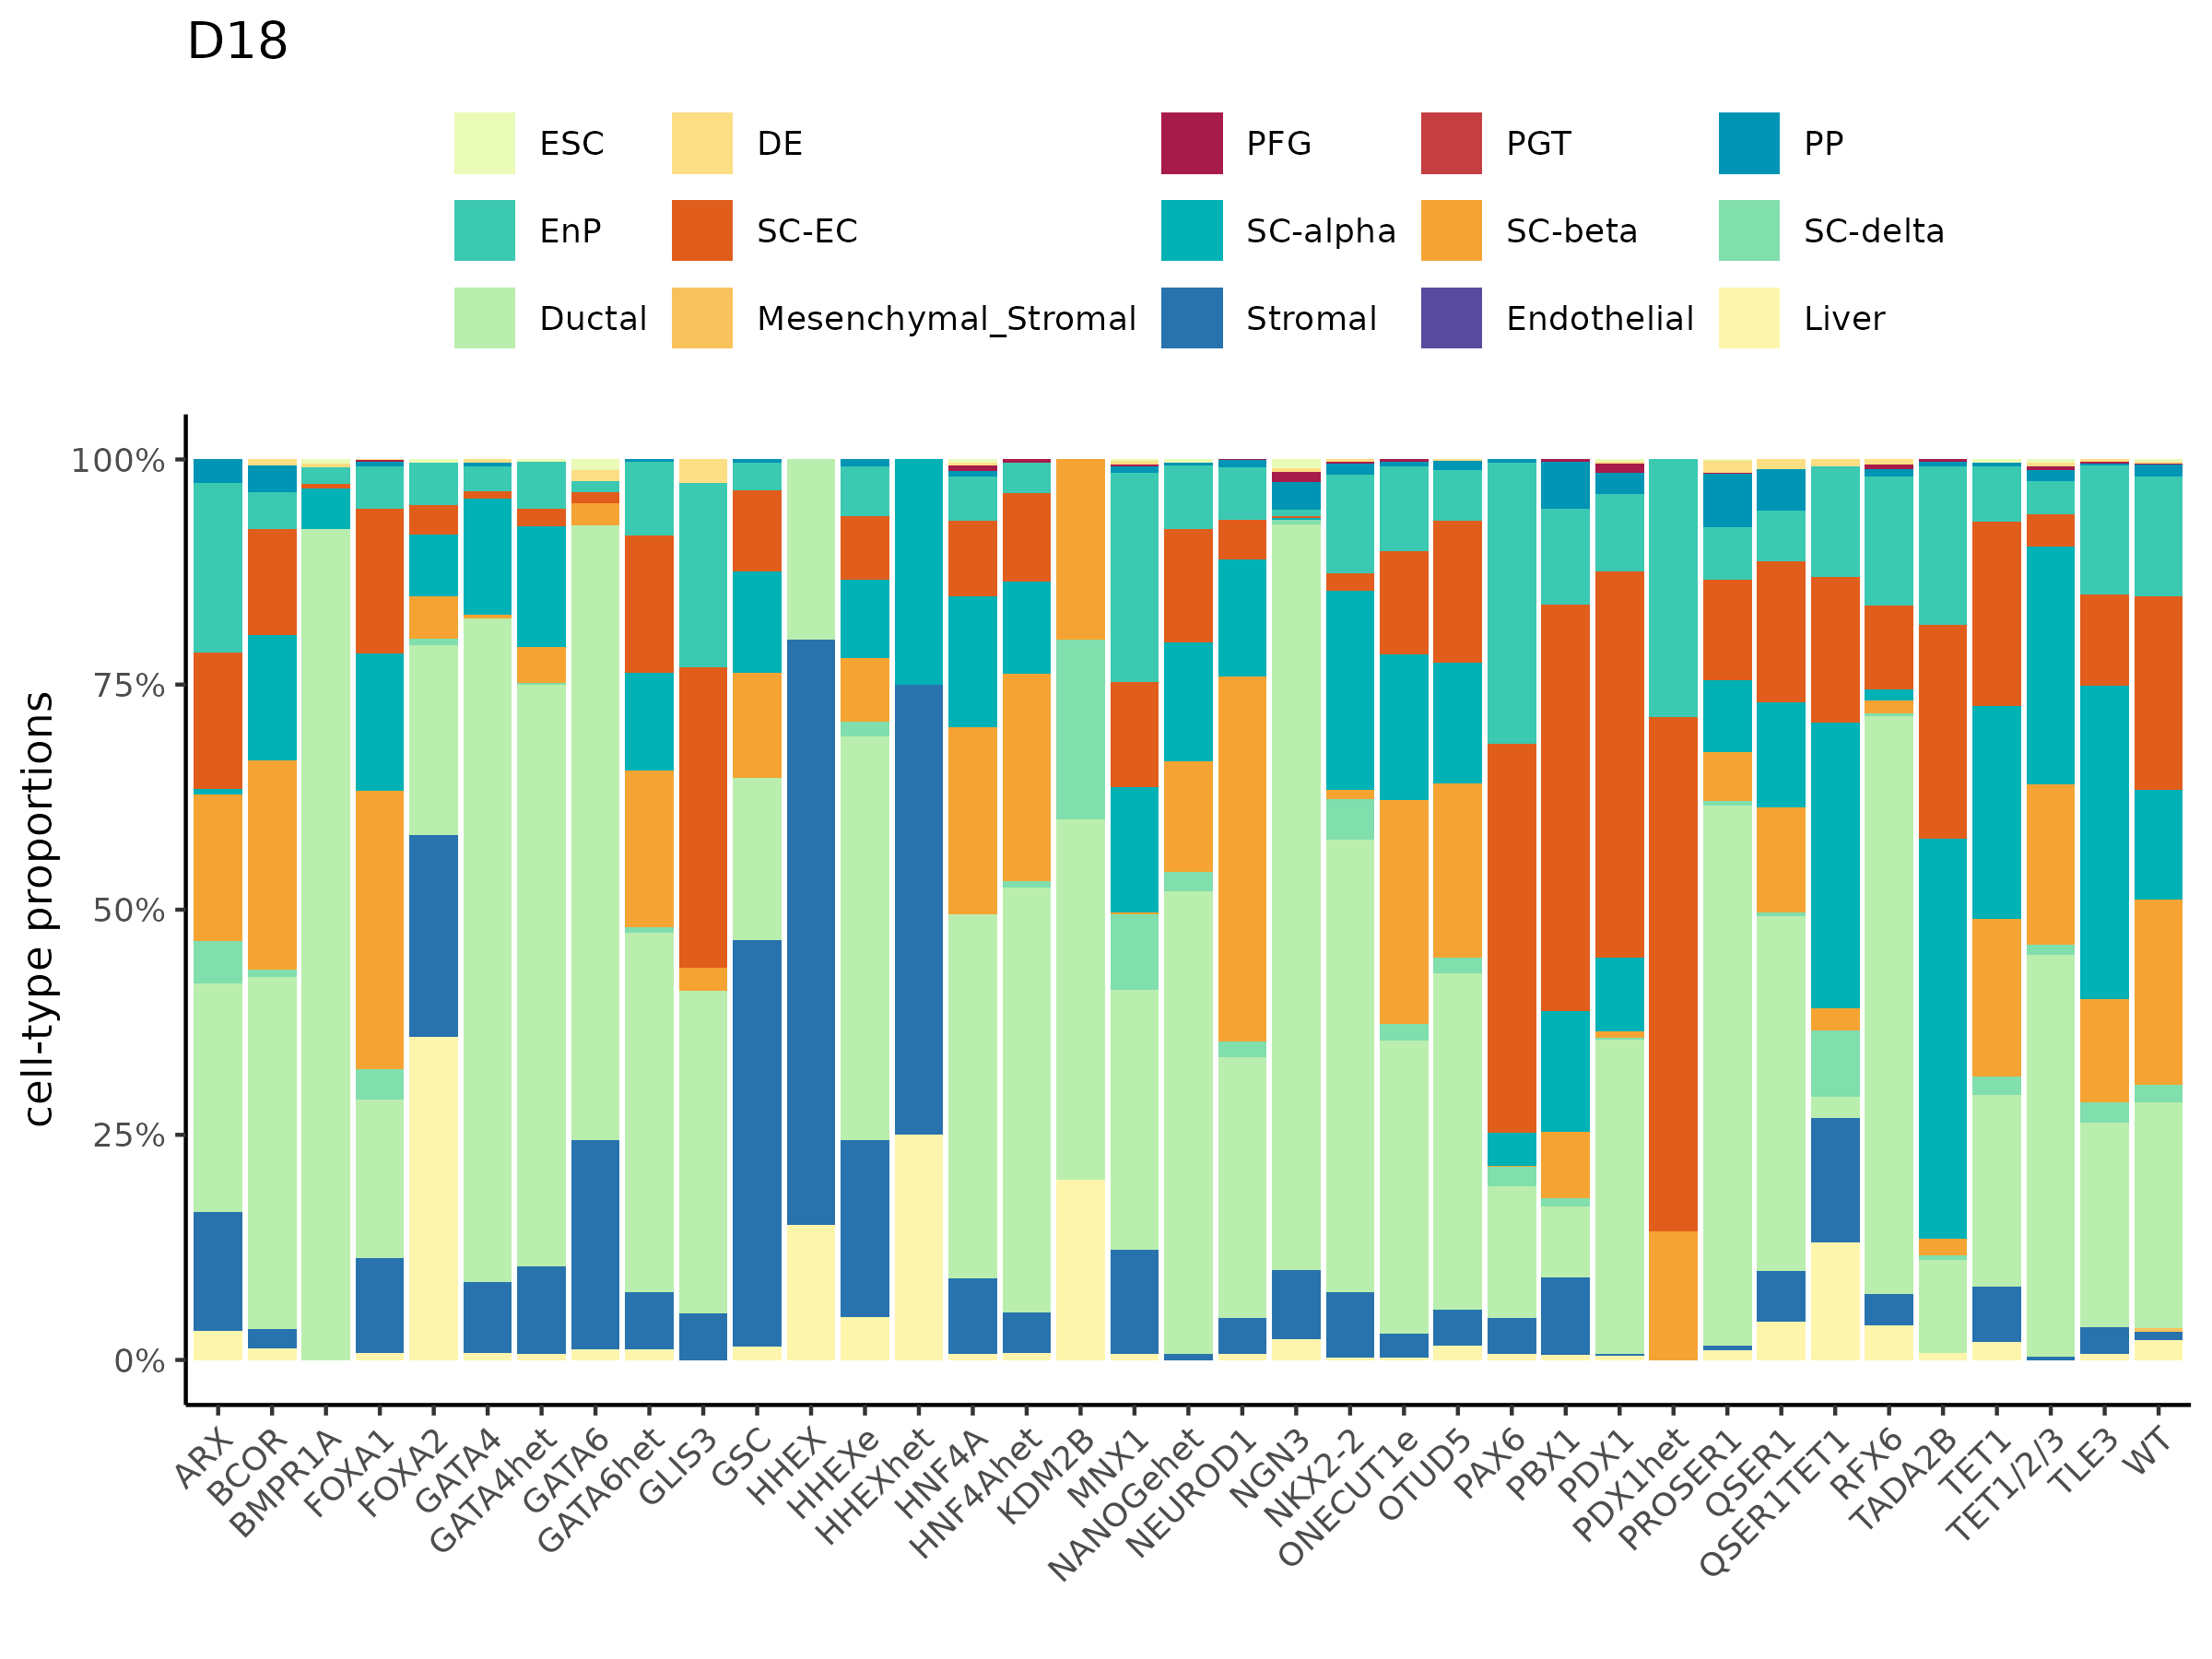 D18
ESC DE PFG PGT PP
EnP SC-EC SC-alpha SC-beta SC-delta
Ductal Mesenchymal_Stromal Stromal Endothelial Liver
cell-type proportions
100%
75%
50%
25%
0%
ARX
BCOR
BMPR1A
FOXA1
FOXA2
GATA4
GATA4het
GATA6
GATA6het
GLIS3
GSC
HHEX
HHEXe
HHEXhet
HNF4A
HNF4Ahet
KDM2B
MNX1
NANOGehet
NEUROD1
NGN3
NKX2-2
ONECUT1e
OTUD5
PAX6
PBX1
PDX1
PDX1het
PROSER1
QSER1
QSER1TET1
RFX6
TADA2B
TET1
TET1/2/3
TLE3
WT